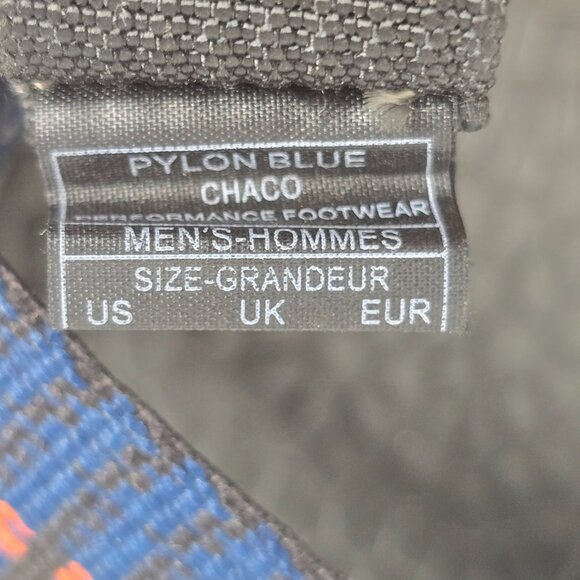 PYLON BLUE
CHACO
PERFORMANCE FOOTWEAR
MEN'S-HOMMES
SIZE-GRANDEUR
US UK EUR